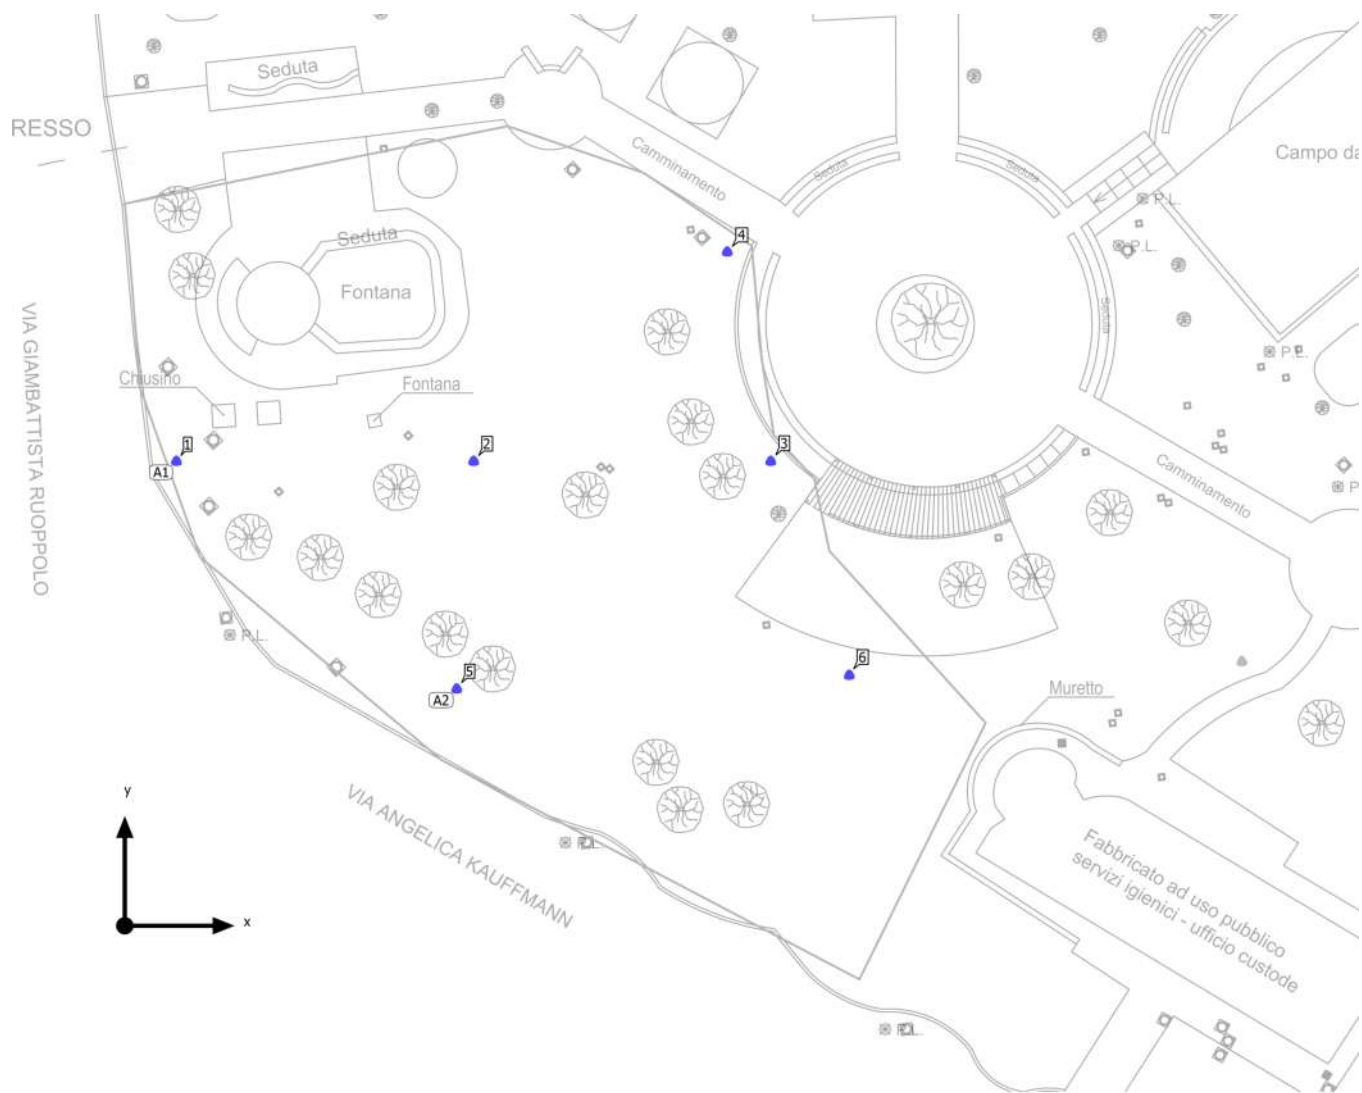 Seduta
RESSO
Camminamento
Seduta
Seduta
Campo da
P.L.
P.L.
4
Seduta
Fontana
Seduta
VIA GIAMBATTISTA RUOPPOLO
P.L.
Chiusino
Fontana
1
2
3
A1
Camminamento
P
P.L.
5
6
A2
Muretto
y
VIA ANGELICA KAUFFMANN
P.L.
Fabbricato ad uso pubblico
servizi igienici - ufficio custode
x
P.L.